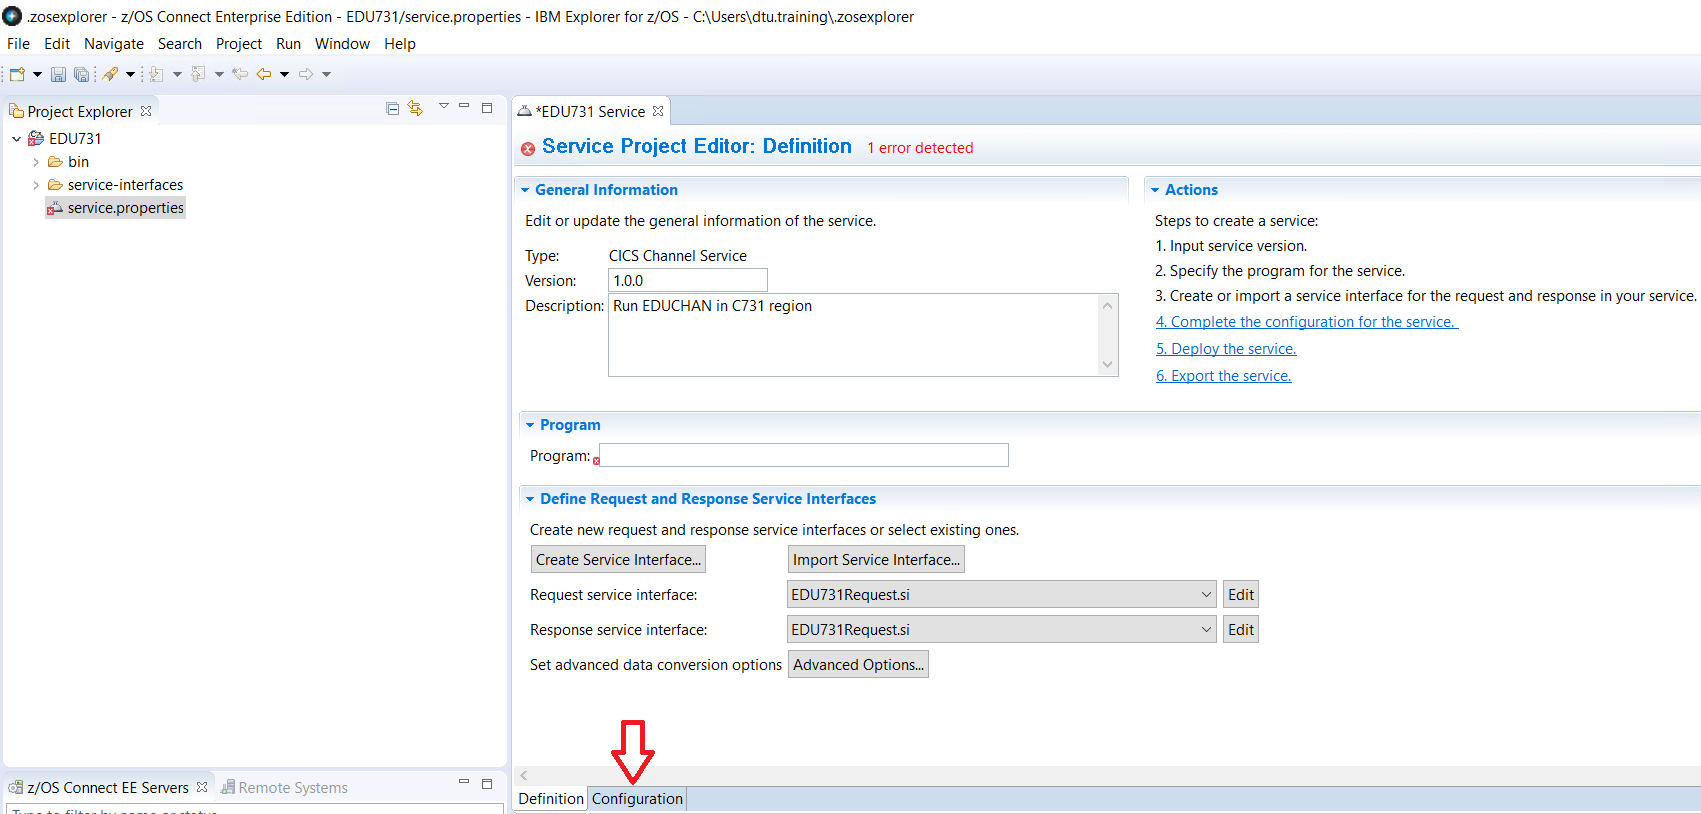 .zosexplorer - z/OS Connect Enterprise Edition - EDU731/service.properties - IBM Explorer for z/OS - C:\Users\dtu.training\.zosexplorer
File Edit Navigate Search Project Run Window Help
Project Explorer
EDU731
bin
service-interfaces
service.properties
*EDU731 Service
Service Project Editor: Definition 1 error detected
General Information
Edit or update the general information of the service.
Type: CICS Channel Service
Version: 1.0.0
Description: Run EDUCHAN in C731 region
Actions
Steps to create a service:
1. Input service version.
2. Specify the program for the service.
3. Create or import a service interface for the request and response in your service.
4. Complete the configuration for the service.
5. Deploy the service.
6. Export the service.
Program
Program:
Define Request and Response Service Interfaces
Create new request and response service interfaces or select existing ones.
Create Service Interface... Import Service Interface...
Request service interface: EDU731Request.si Edit
Response service interface: EDU731Request.si Edit
Set advanced data conversion options Advanced Options...
Definition Configuration
z/OS Connect EE Servers Remote Systems
Type to filter by name or status